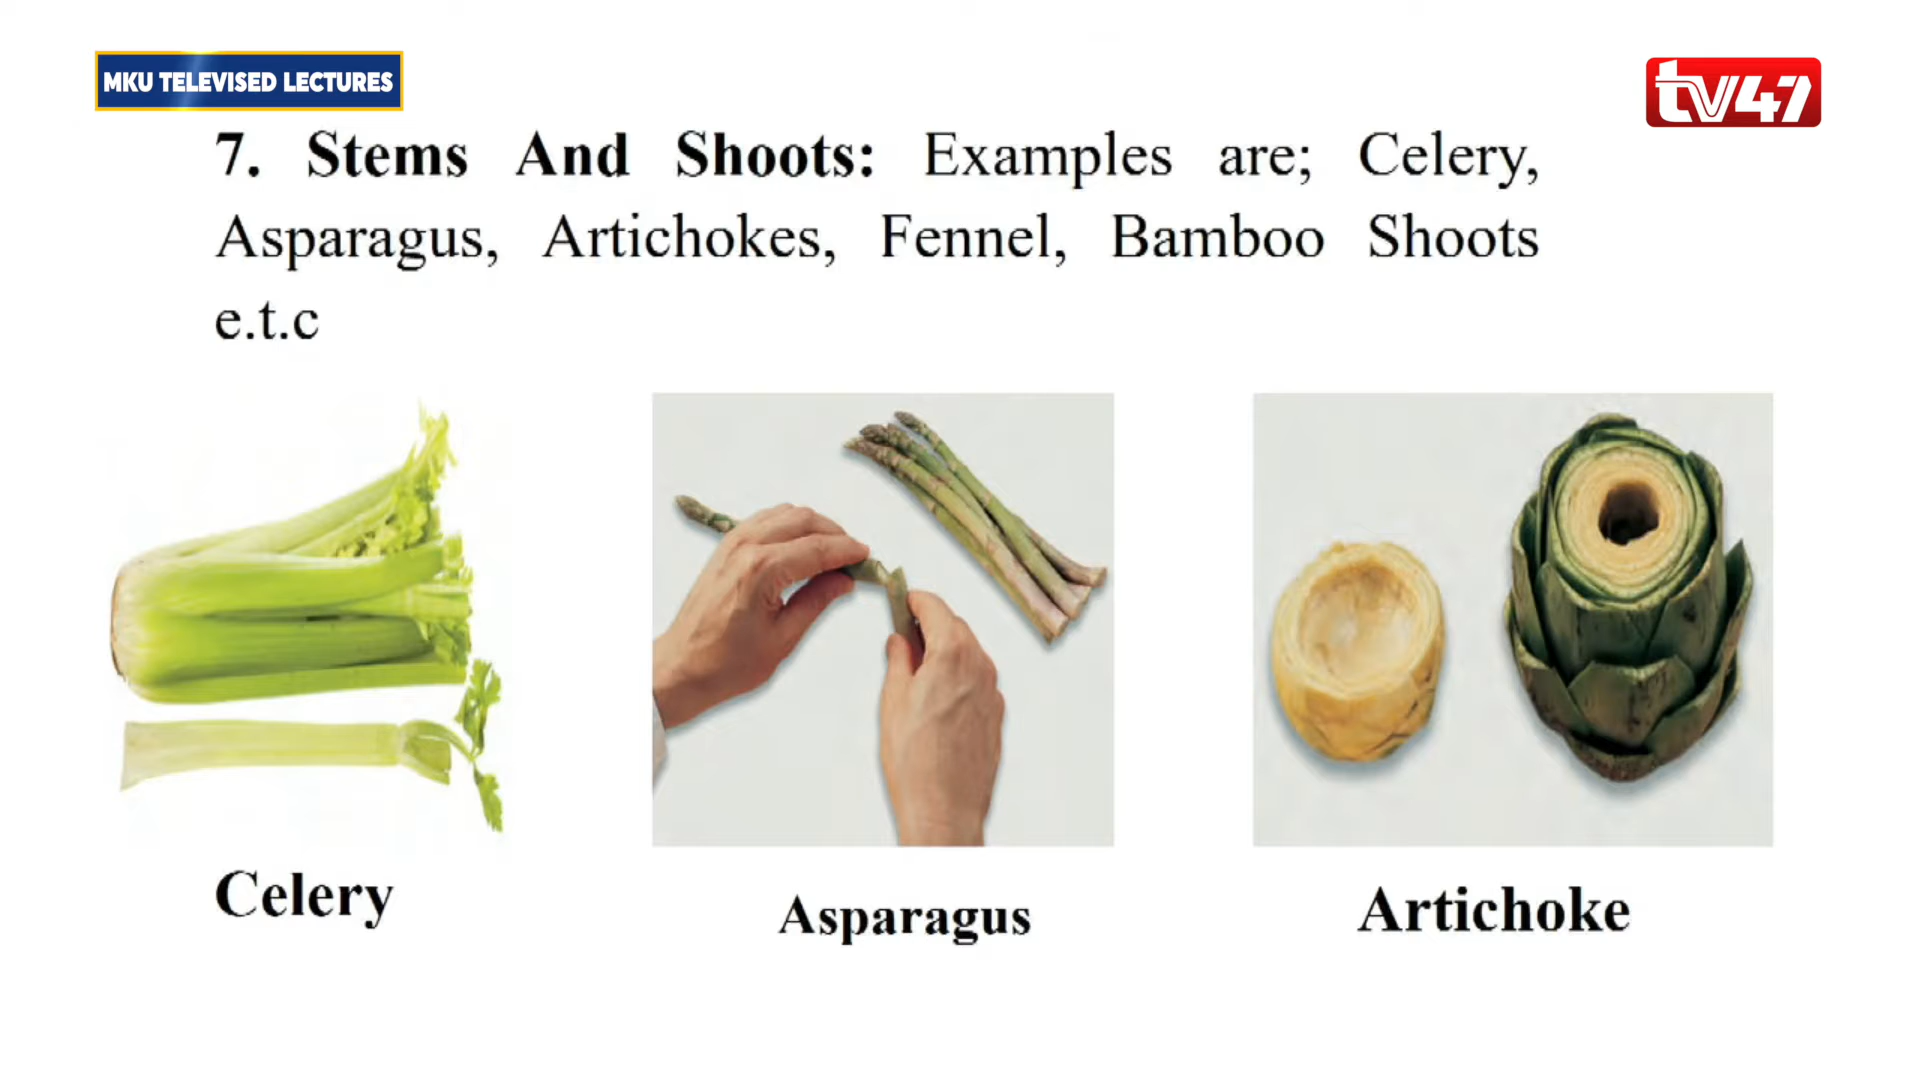 MKU TELEVISED LECTURES
tv47
7. Stems And Shoots: Examples are; Celery,
Asparagus, Artichokes, Fennel, Bamboo Shoots
e.t.c
Celery
Asparagus
Artichoke